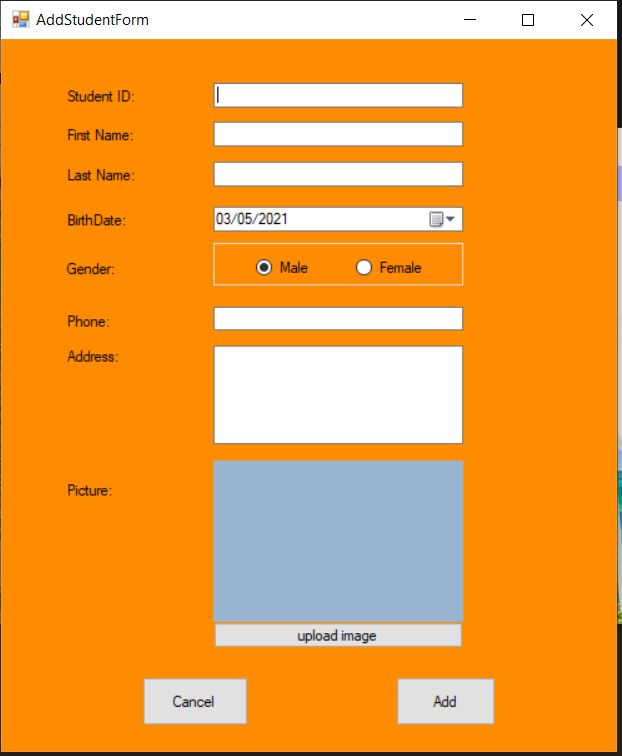 AddStudentForm
Student ID:
First Name:
Last Name:
BirthDate: 03/05/2021
Gender: Male Female
Phone:
Address:
Picture:
upload image
Cancel Add